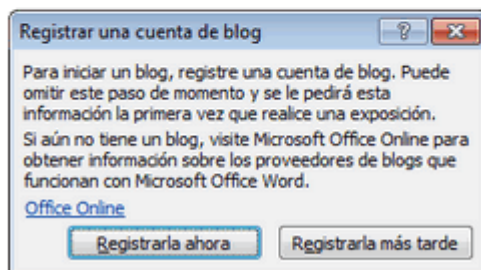 Registrar una cuenta de blog
Para iniciar un blog, registre una cuenta de blog. Puede
omitir este paso de momento y se le pedirá esta
información la primera vez que realice una exposición.
Si aún no tiene un blog, visite Microsoft Office Online para
obtener información sobre los proveedores de blogs que
funcionan con Microsoft Office Word.
Office Online
Registrarla ahora Registrarla más tarde